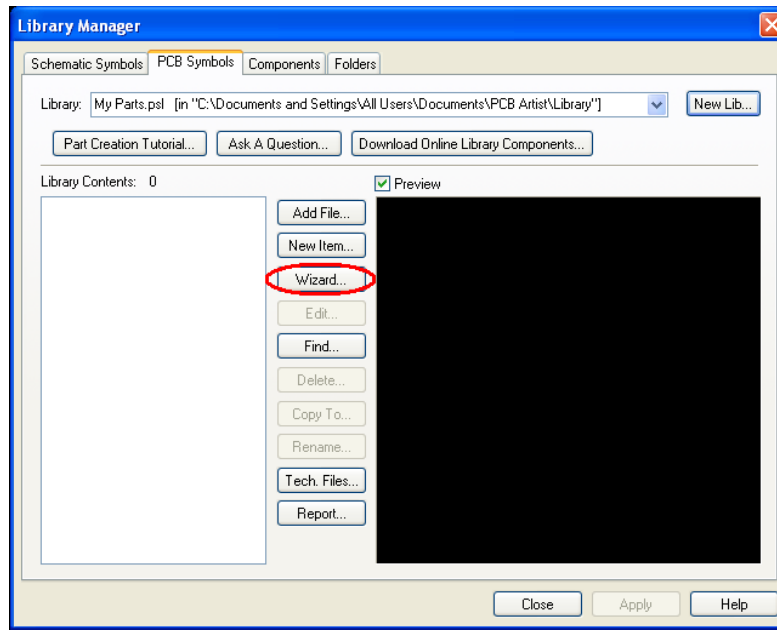 Library Manager
Schematic Symbols PCB Symbols Components Folders
Library: My Parts.psl [in "C:\Documents and Settings\All Users\Documents\PCB Artist\Library"] New Lib...
Part Creation Tutorial... Ask A Question... Download Online Library Components...
Library Contents: 0 Preview
Add File...
New Item...
Wizard...
Edit...
Find...
Delete...
Copy To...
Rename...
Tech. Files...
Report...
Close Apply Help